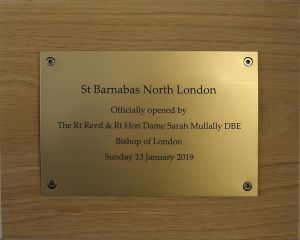 St Barnabas North London
Officially opened by
The Rt Revd & Rt Hon Dame Sarah Mullally DBE
Bishop of London
Sunday 13 January 2019